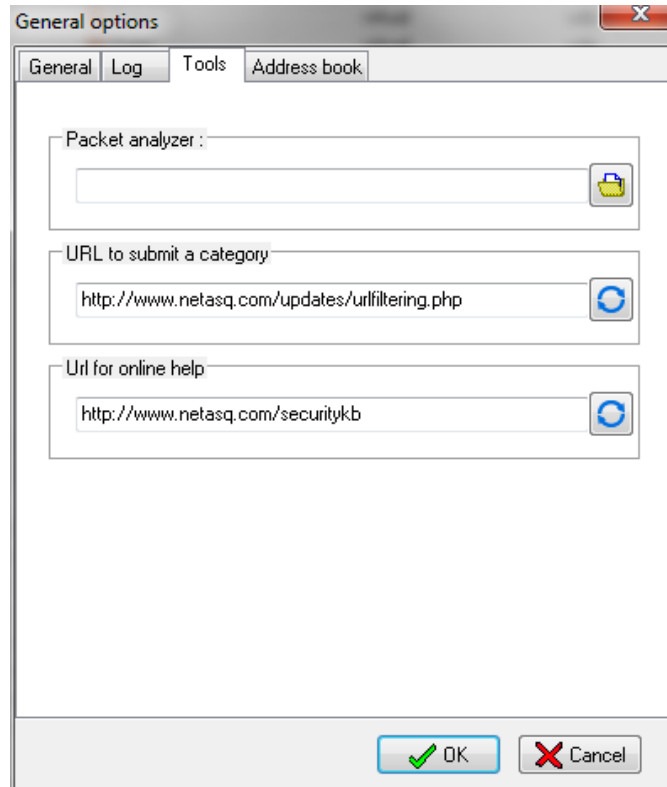 General options
General Log Tools Address book
Packet analyzer :
URL to submit a category
http://www.netasq.com/updates/urlfiltering.php
Url for online help
http://www.netasq.com/securitykb
OK Cancel